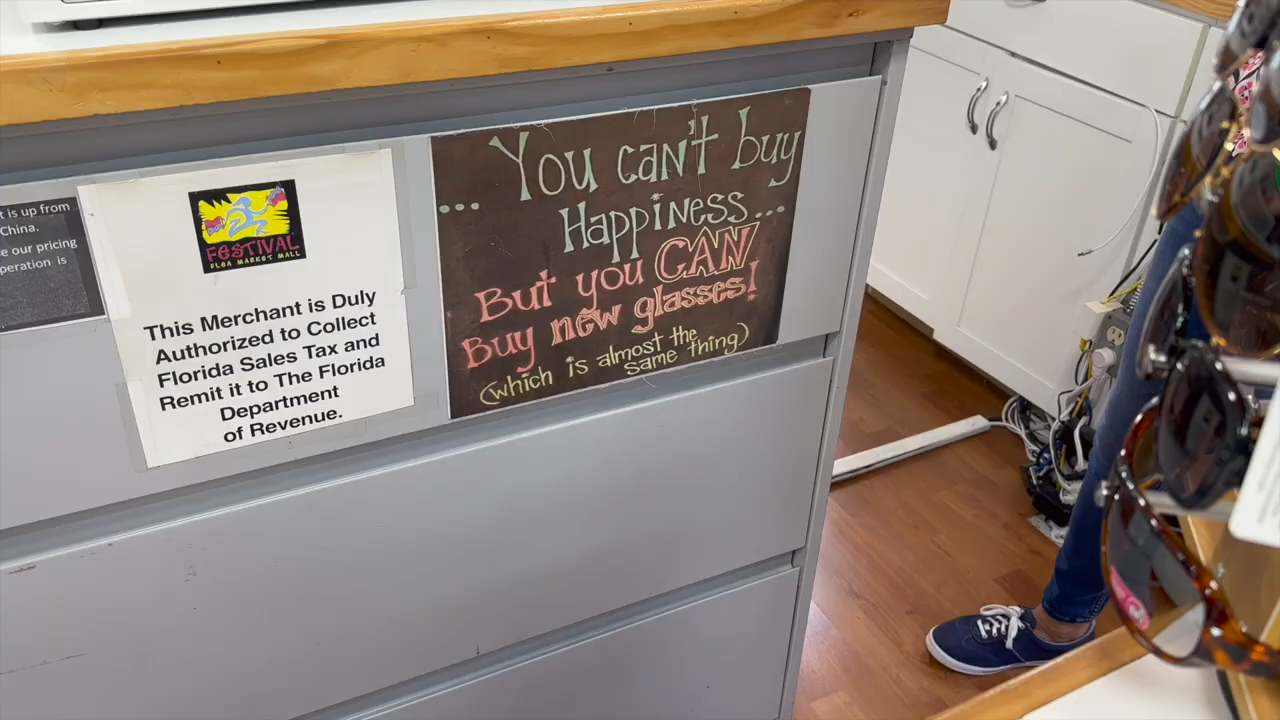 t is up from
China.
e our pricing
peration is
FESTIVAL
FLEA MARKET MALL
This Merchant is Duly
Authorized to Collect
Florida Sales Tax and
Remit it to The Florida
Department
of Revenue.
You can't buy
... Happiness...
But you CAN
Buy new glasses!
(which is almost the
same thing)